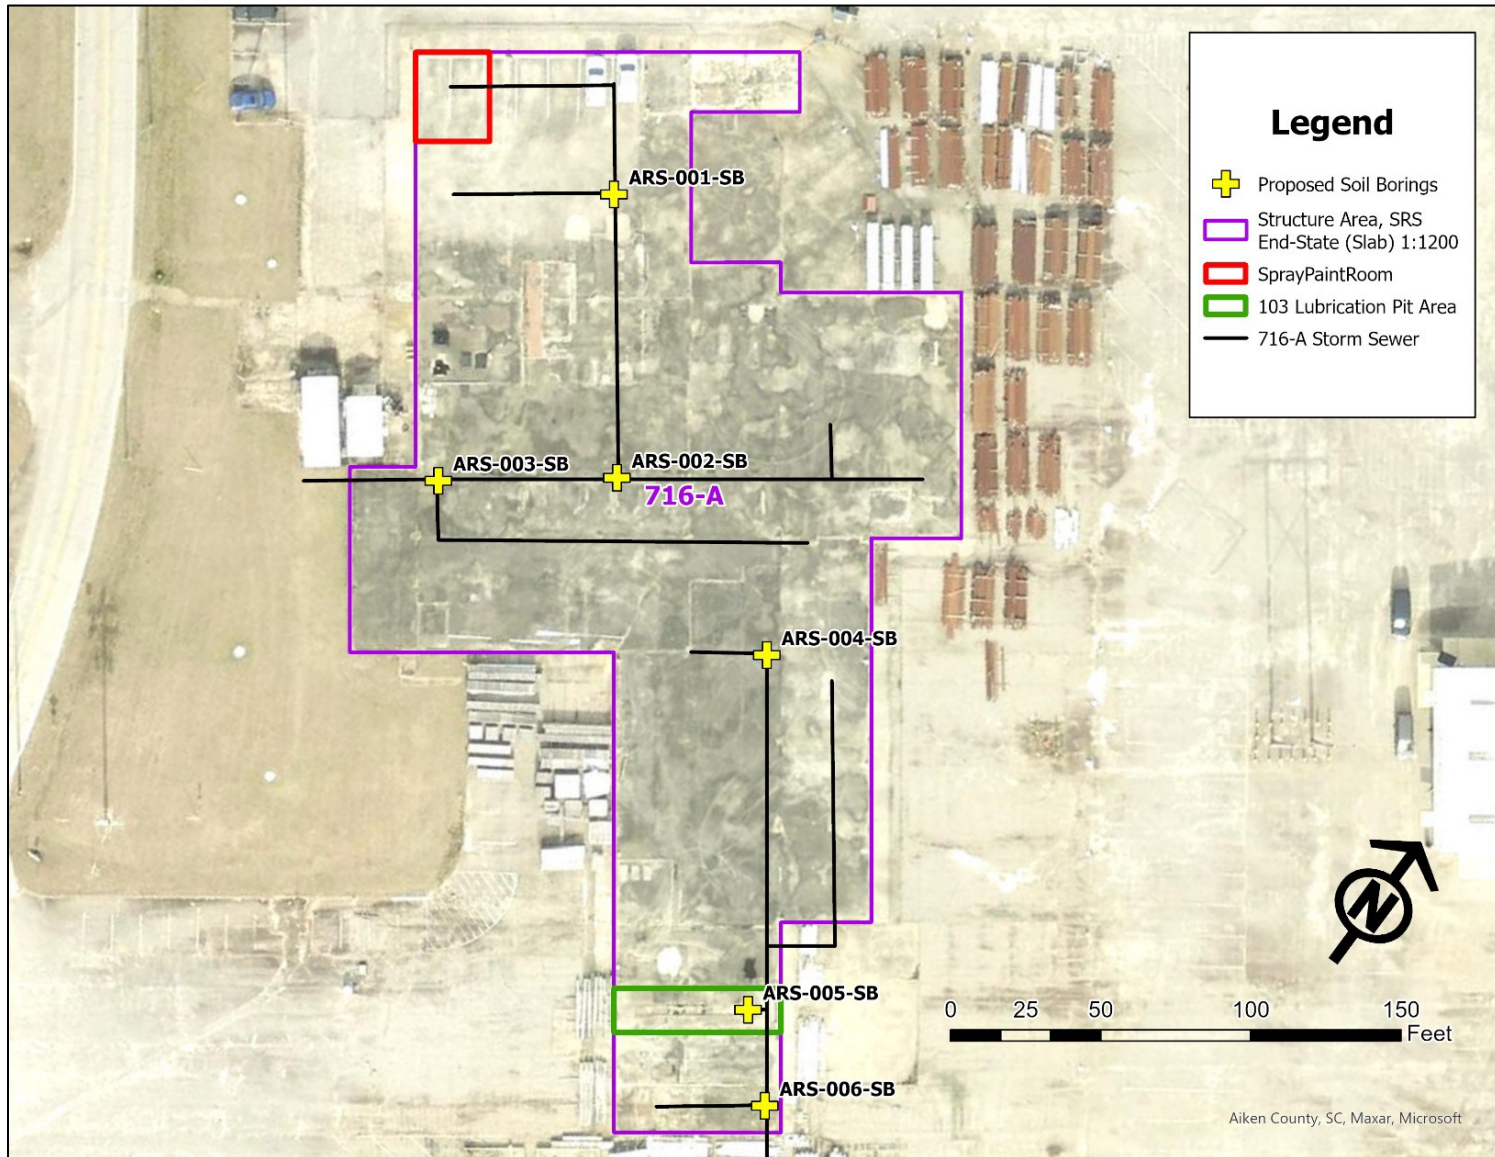 Legend
Proposed Soil Borings
Structure Area, SRS
End-State (Slab) 1:1200
SprayPaintRoom
103 Lubrication Pit Area
716-A Storm Sewer
ARS-001-SB
ARS-003-SB
ARS-002-SB
716-A
ARS-004-SB
ARS-005-SB
ARS-006-SB
N
0 25 50 100 150
Feet
Aiken County, SC, Maxar, Microsoft